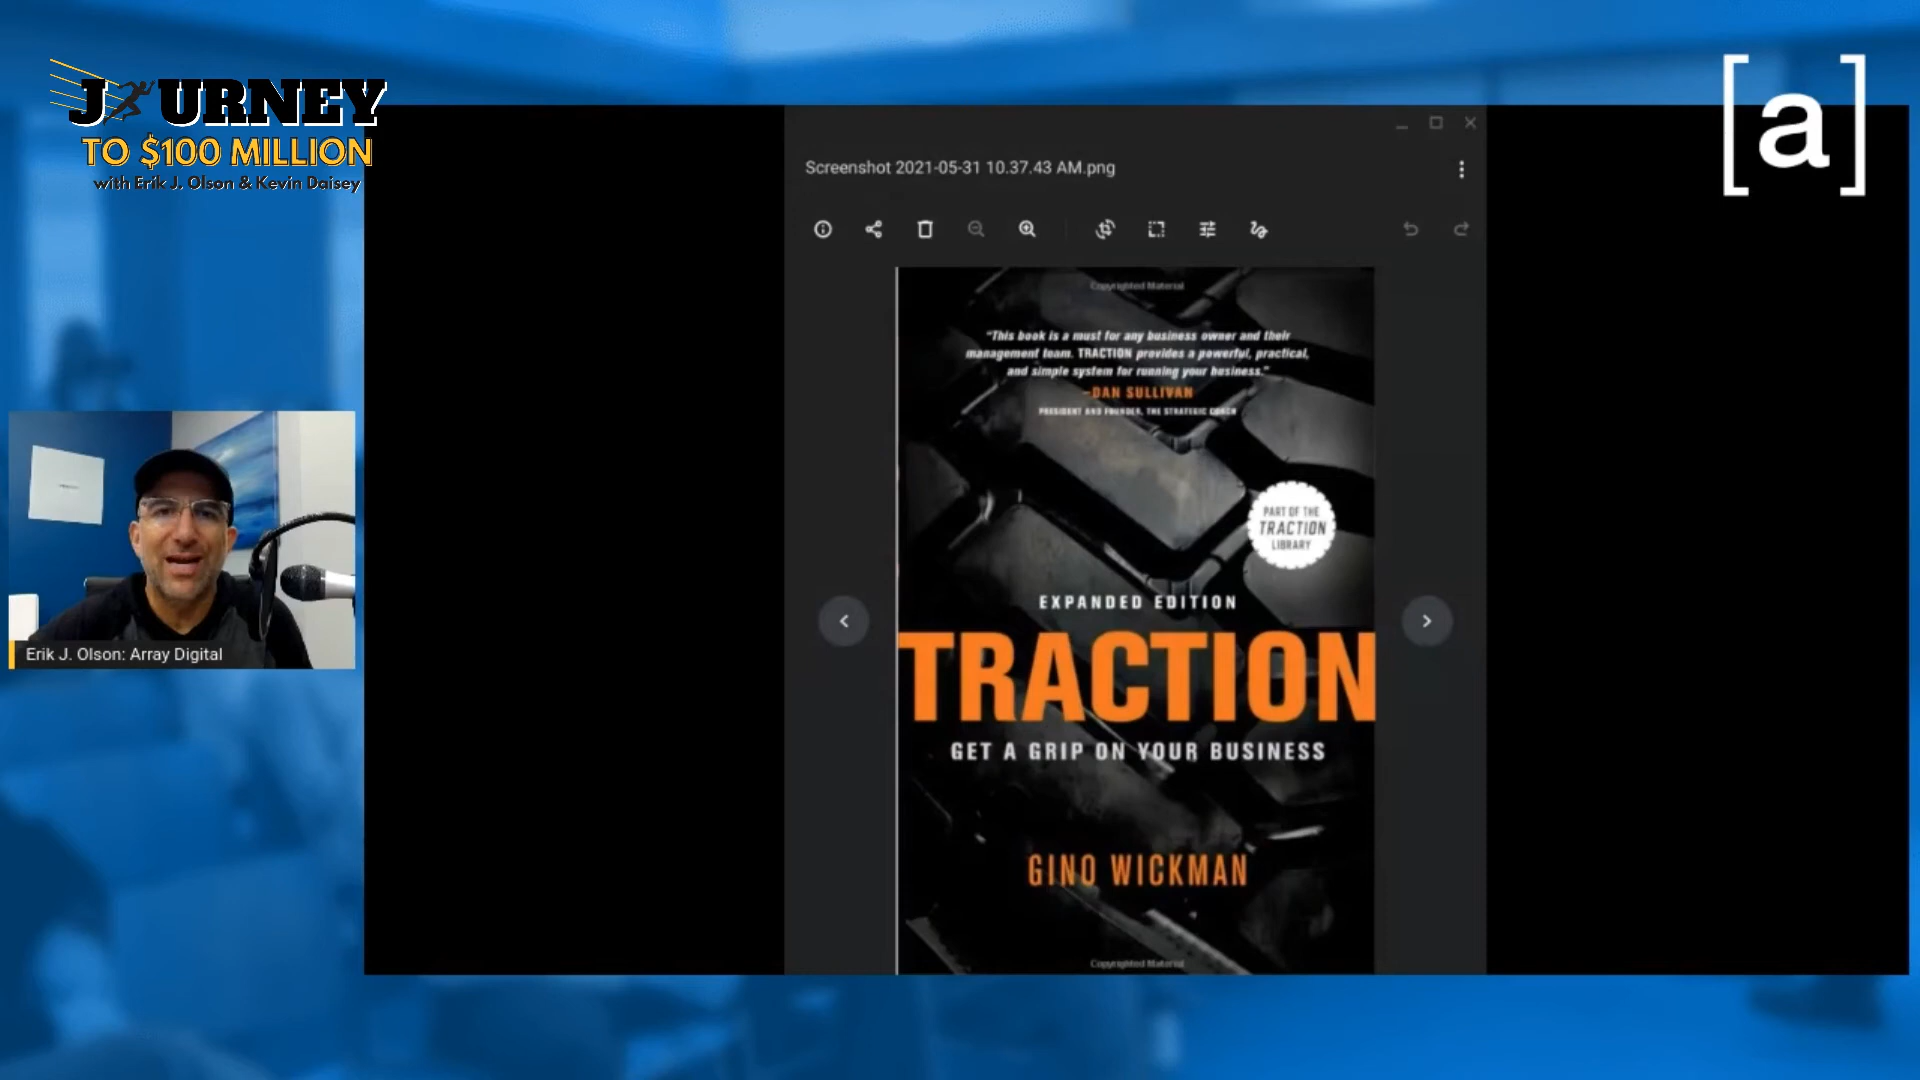 JOURNEY
TO $100 MILLION
with Erik J. Olson & Kevin Daisey
[a]
Screenshot 2021-05-31 10.37.43 AM.png
Copyrighted Material
"This book is a must for any business owner and their
management team. TRACTION provides a powerful, practical,
and simple system for running your business."
–DAN SULLIVAN
PRESIDENT AND FOUNDER, THE STRATEGIC COACH
PART OF THE
TRACTION
LIBRARY
EXPANDED EDITION
TRACTION
GET A GRIP ON YOUR BUSINESS
GINO WICKMAN
Copyrighted Material
Erik J. Olson: Array Digital